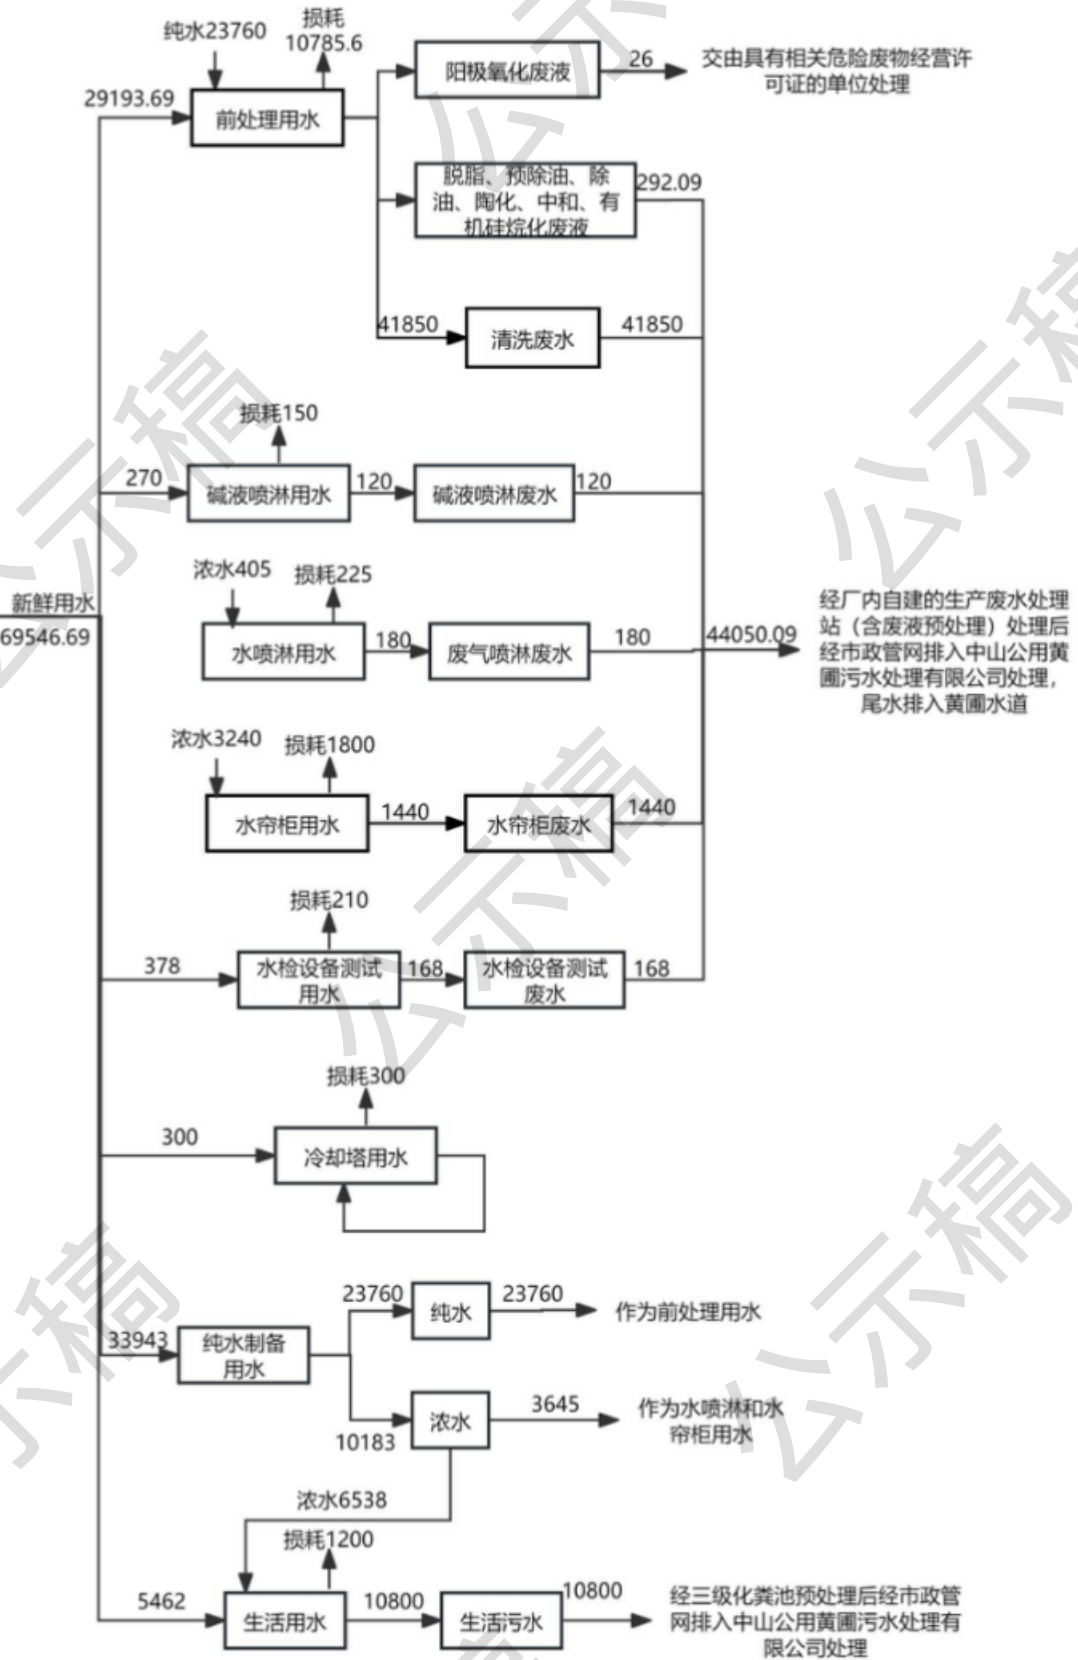 纯水23760
损耗
10785.6
29193.69
前处理用水
阳极氧化废液
26
交由具有相关危险废物经营许
可证的单位处理
脱脂、预除油、除
油、陶化、中和、有
机硅烷化废液
292.09
41850
清洗废水
41850
损耗150
270
碱液喷淋用水
120
碱液喷淋废水
120
浓水405
损耗225
新鲜用水
69546.69
水喷淋用水
180
废气喷淋废水
180
44050.09
经厂内自建的生产废水处理
站（含废液预处理）处理后
经市政管网排入中山公用黄
圃污水处理有限公司处理，
尾水排入黄圃水道
浓水3240
损耗1800
水帘柜用水
1440
水帘柜废水
1440
损耗210
378
水检设备测试
用水
168
水检设备测试
废水
168
损耗300
300
冷却塔用水
33943
纯水制备
用水
23760
纯水
23760
作为前处理用水
10183
浓水
3645
作为水喷淋和水
帘柜用水
浓水6538
损耗1200
5462
生活用水
10800
生活污水
10800
经三级化粪池预处理后经市政管
网排入中山公用黄圃污水处理有
限公司处理
公示稿
公示稿
公示稿
公示稿
公示稿
示稿